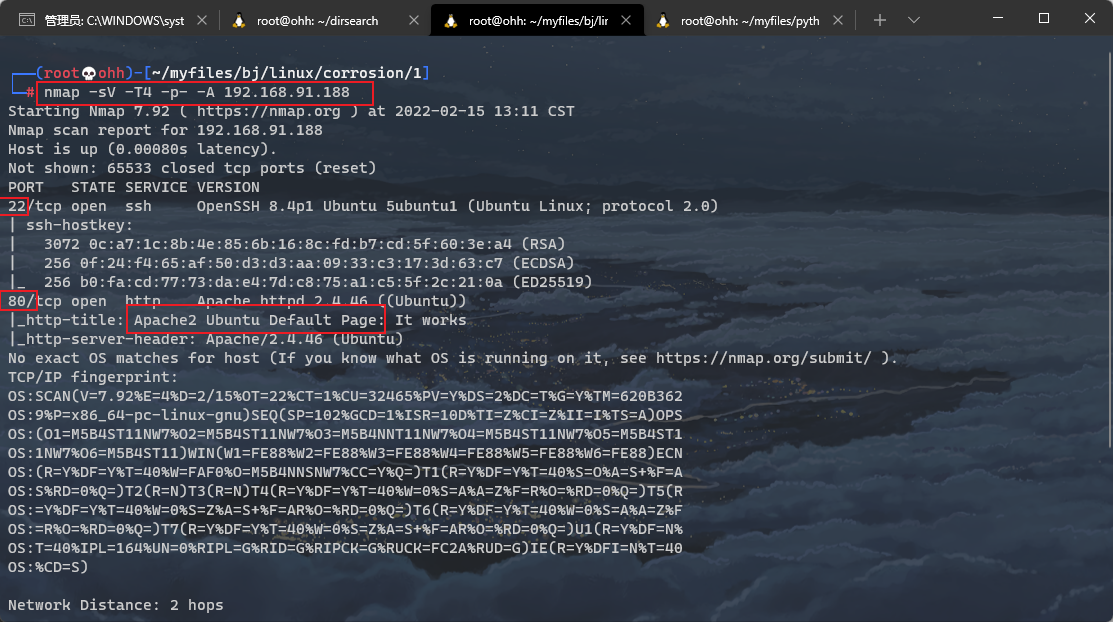 管理员: C:\WINDOWS\syst
root@ohh: ~/dirsearch
root@ohh: ~/myfiles/bj/lir
root@ohh: ~/myfiles/pyth
┌──(root💀ohh)-[~/myfiles/bj/linux/corrosion/1]
└─# nmap -sV -T4 -p- -A 192.168.91.188
Starting Nmap 7.92 ( https://nmap.org ) at 2022-02-15 13:11 CST
Nmap scan report for 192.168.91.188
Host is up (0.00080s latency).
Not shown: 65533 closed tcp ports (reset)
PORT   STATE SERVICE VERSION
22/tcp open  ssh     OpenSSH 8.4p1 Ubuntu 5ubuntu1 (Ubuntu Linux; protocol 2.0)
| ssh-hostkey:
|   3072 0c:a7:1c:8b:4e:85:6b:16:8c:fd:b7:cd:5f:60:3e:a4 (RSA)
|   256 0f:24:f4:65:af:50:d3:d3:aa:09:33:c3:17:3d:63:c7 (ECDSA)
|_  256 b0:fa:cd:77:73:da:e4:7d:c8:75:a1:c5:5f:2c:21:0a (ED25519)
80/tcp open  http    Apache httpd 2.4.46 ((Ubuntu))
|_http-title: Apache2 Ubuntu Default Page: It works
|_http-server-header: Apache/2.4.46 (Ubuntu)
No exact OS matches for host (If you know what OS is running on it, see https://nmap.org/submit/ ).
TCP/IP fingerprint:
OS:SCAN(V=7.92%E=4%D=2/15%OT=22%CT=1%CU=32465%PV=Y%DS=2%DC=T%G=Y%TM=620B362
OS:9%P=x86_64-pc-linux-gnu)SEQ(SP=102%GCD=1%ISR=10D%TI=Z%CI=Z%II=I%TS=A)OPS
OS:(O1=M5B4ST11NW7%O2=M5B4ST11NW7%O3=M5B4NNT11NW7%O4=M5B4ST11NW7%O5=M5B4ST1
OS:1NW7%O6=M5B4ST11)WIN(W1=FE88%W2=FE88%W3=FE88%W4=FE88%W5=FE88%W6=FE88)ECN
OS:(R=Y%DF=Y%T=40%W=FAF0%O=M5B4NNSNW7%CC=Y%Q=)T1(R=Y%DF=Y%T=40%S=O%A=S+%F=A
OS:S%RD=0%Q=)T2(R=N)T3(R=N)T4(R=Y%DF=Y%T=40%W=0%S=A%A=Z%F=R%O=%RD=0%Q=)T5(R
OS:=Y%DF=Y%T=40%W=0%S=Z%A=S+%F=AR%O=%RD=0%Q=)T6(R=Y%DF=Y%T=40%W=0%S=A%A=Z%F
OS:=R%O=%RD=0%Q=)T7(R=Y%DF=Y%T=40%W=0%S=Z%A=S+%F=AR%O=%RD=0%Q=)U1(R=Y%DF=N%
OS:T=40%IPL=164%UN=0%RIPL=G%RID=G%RIPCK=G%RUCK=FC2A%RUD=G)IE(R=Y%DFI=N%T=40
OS:%CD=S)
Network Distance: 2 hops